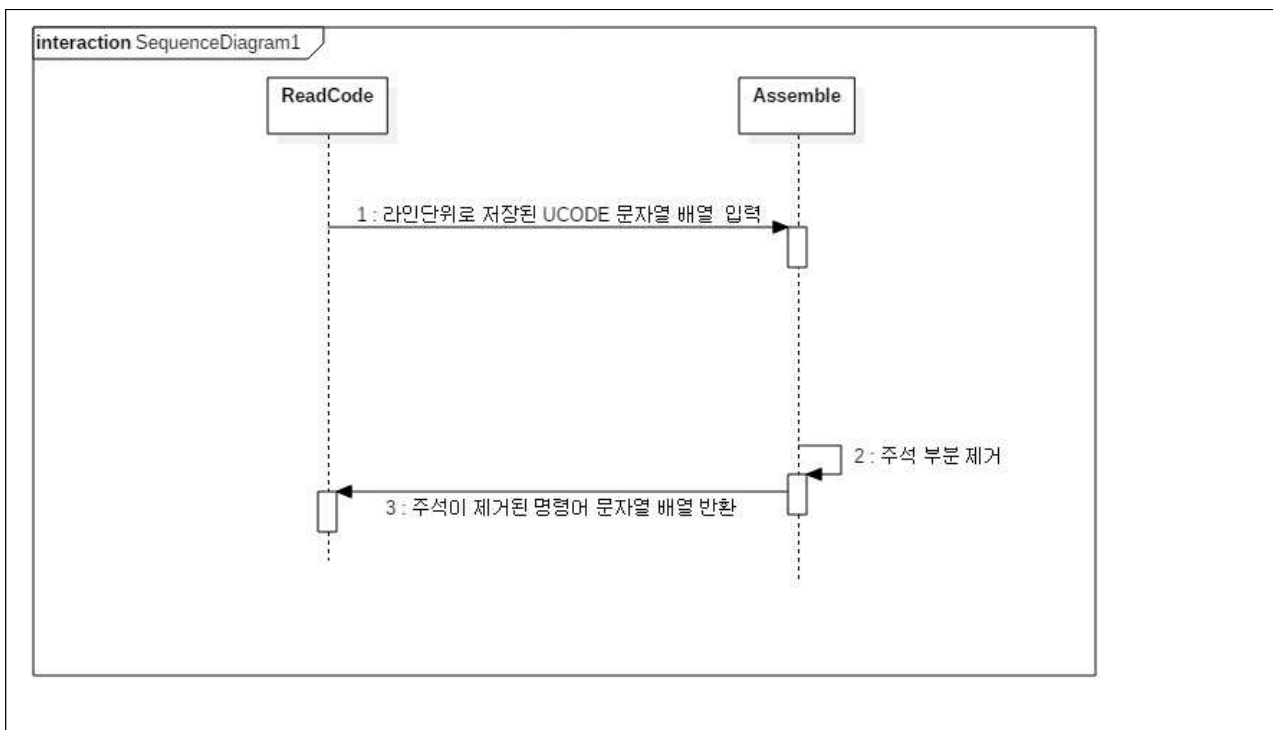 interaction SequenceDiagram1
ReadCode
Assemble
1 : 라인단위로 저장된 UCODE 문자열 배열 입력
2 : 주석 부분 제거
3 : 주석이 제거된 명령어 문자열 배열 반환